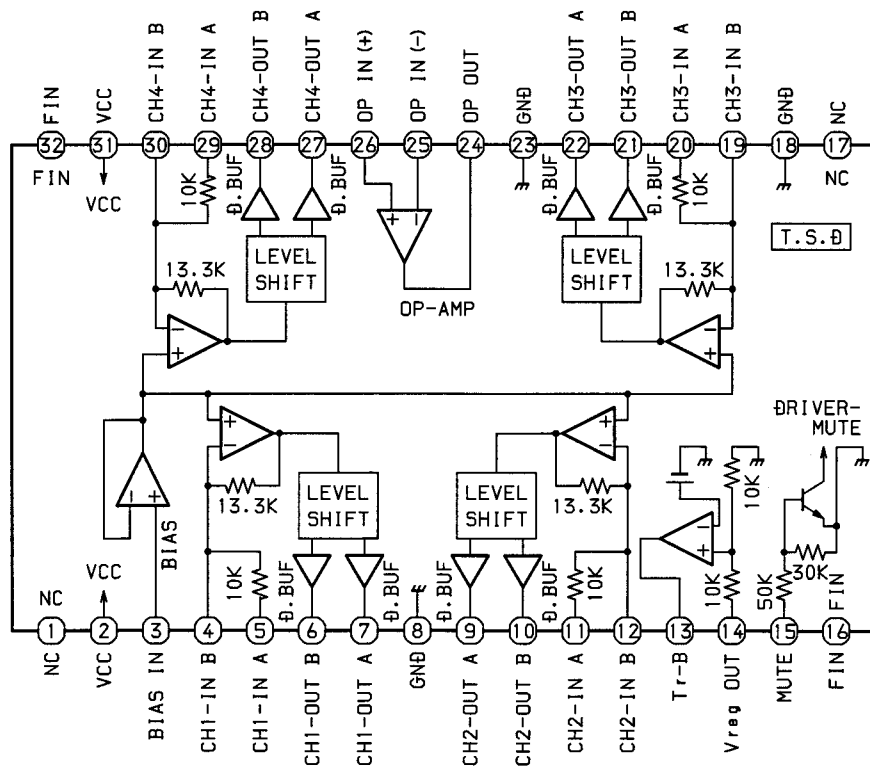 FIN
VCC
CH4-IN B
CH4-IN A
CH4-OUT B
CH4-OUT A
OP IN(+)
OP IN(-)
OP OUT
GND
CH3-OUT A
CH3-OUT B
CH3-IN A
CH3-IN B
GND
NC
32
31
30
29
28
27
26
25
24
23
22
21
20
19
18
17
FIN
VCC
10K
D.BUF
D.BUF
D.BUF
D.BUF
10K
NC
T.S.D
+
-
LEVEL
SHIFT
LEVEL
SHIFT
13.3K
13.3K
OP-AMP
-
+
-
+
DRIVER-
MUTE
+
-
+
-
13.3K
LEVEL
SHIFT
LEVEL
SHIFT
13.3K
10K
-
+
-
+
30K
BIAS
VCC
10K
D.BUF
D.BUF
D.BUF
D.BUF
10K
10K
50K
FIN
NC
1
2
3
4
5
6
7
8
9
10
11
12
13
14
15
16
NC
VCC
BIAS IN
CH1-IN B
CH1-IN A
CH1-OUT B
CH1-OUT A
GND
CH2-OUT A
CH2-OUT B
CH2-IN A
CH2-IN B
Tr-B
Vreg OUT
MUTE
FIN